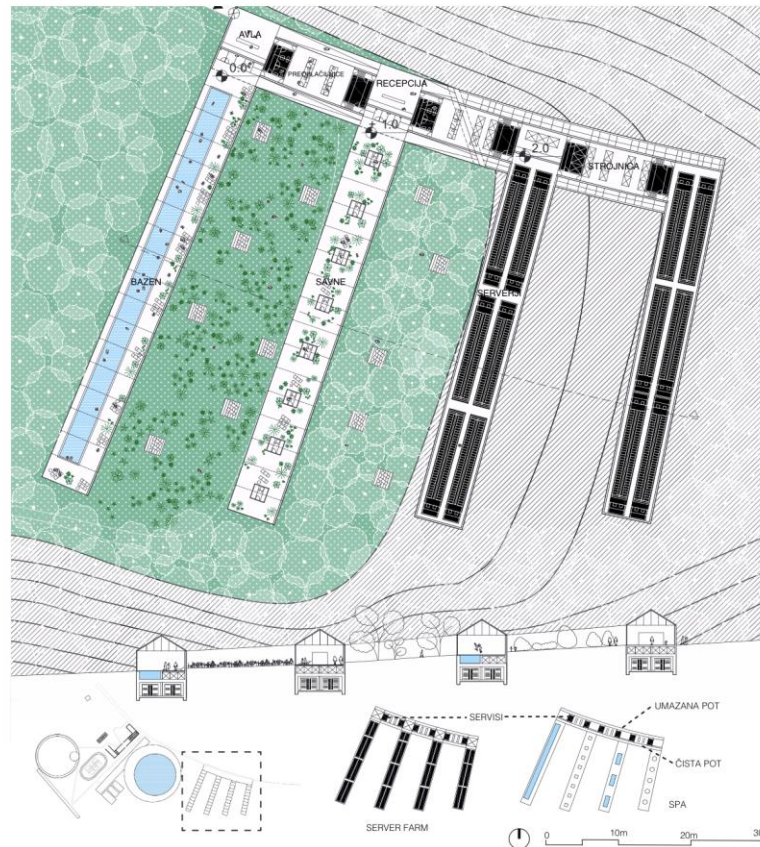 AVLA
0.0
PREOBLAČILNICE
RECEPCIJA
1.0
2.0
STROJNICA
BAZEN
SAVNE
SERVERJI
SERVISI
UMAZANA POT
ČISTA POT
SPA
SERVER FARM
0 10m 20m 30